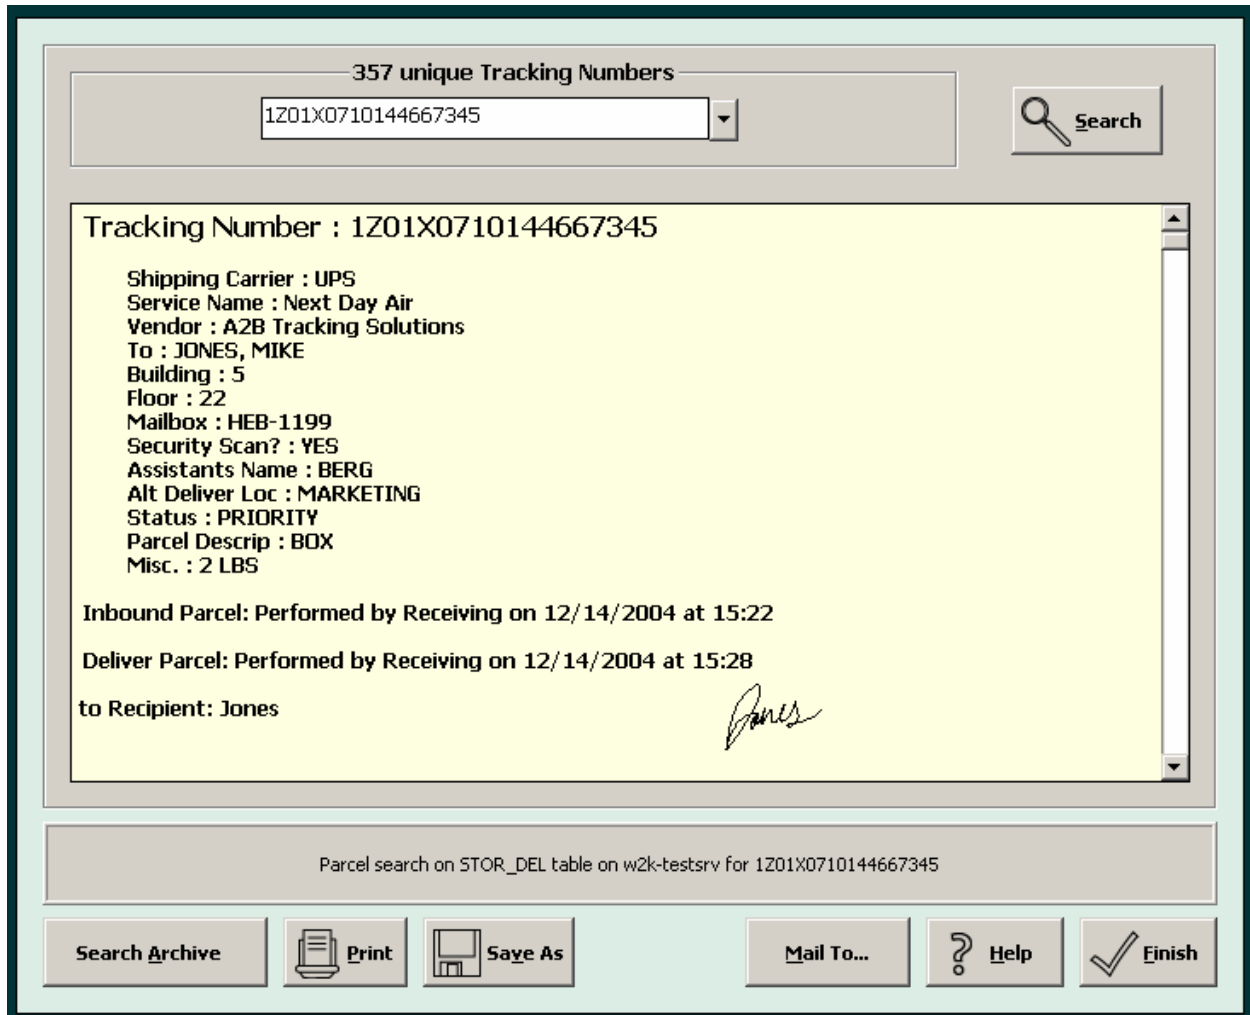 357 unique Tracking Numbers
1Z01X0710144667345
Search
Tracking Number : 1Z01X0710144667345
Shipping Carrier : UPS
Service Name : Next Day Air
Vendor : A2B Tracking Solutions
To : JONES, MIKE
Building : 5
Floor : 22
Mailbox : HEB-1199
Security Scan? : YES
Assistants Name : BERG
Alt Deliver Loc : MARKETING
Status : PRIORITY
Parcel Descrip : BOX
Misc. : 2 LBS
Inbound Parcel: Performed by Receiving on 12/14/2004 at 15:22
Deliver Parcel: Performed by Receiving on 12/14/2004 at 15:28
to Recipient: Jones
Jones
Parcel search on STOR_DEL table on w2k-testsrv for 1Z01X0710144667345
Search Archive
Print
Save As
Mail To...
Help
Finish